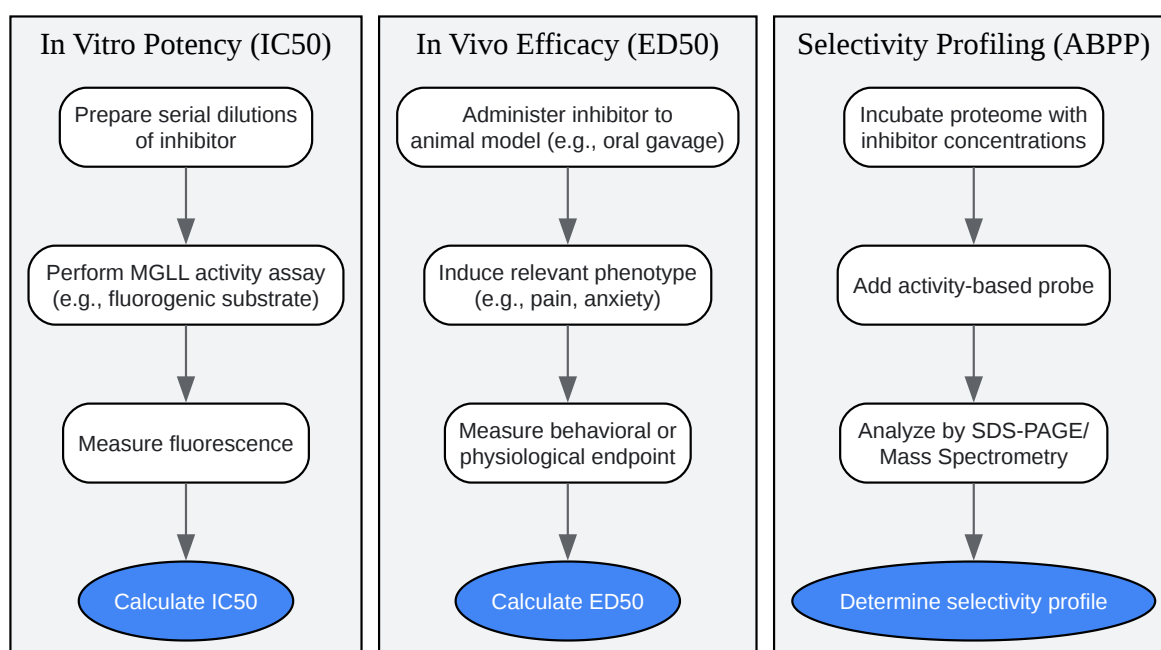 In Vitro Potency (IC50)
Prepare serial dilutions
of inhibitor
Perform MGLL activity assay
(e.g., fluorogenic substrate)
Measure fluorescence
Calculate IC50
In Vivo Efficacy (ED50)
Administer inhibitor to
animal model (e.g., oral gavage)
Induce relevant phenotype
(e.g., pain, anxiety)
Measure behavioral or
physiological endpoint
Calculate ED50
Selectivity Profiling (ABPP)
Incubate proteome with
inhibitor concentrations
Add activity-based probe
Analyze by SDS-PAGE/
Mass Spectrometry
Determine selectivity profile